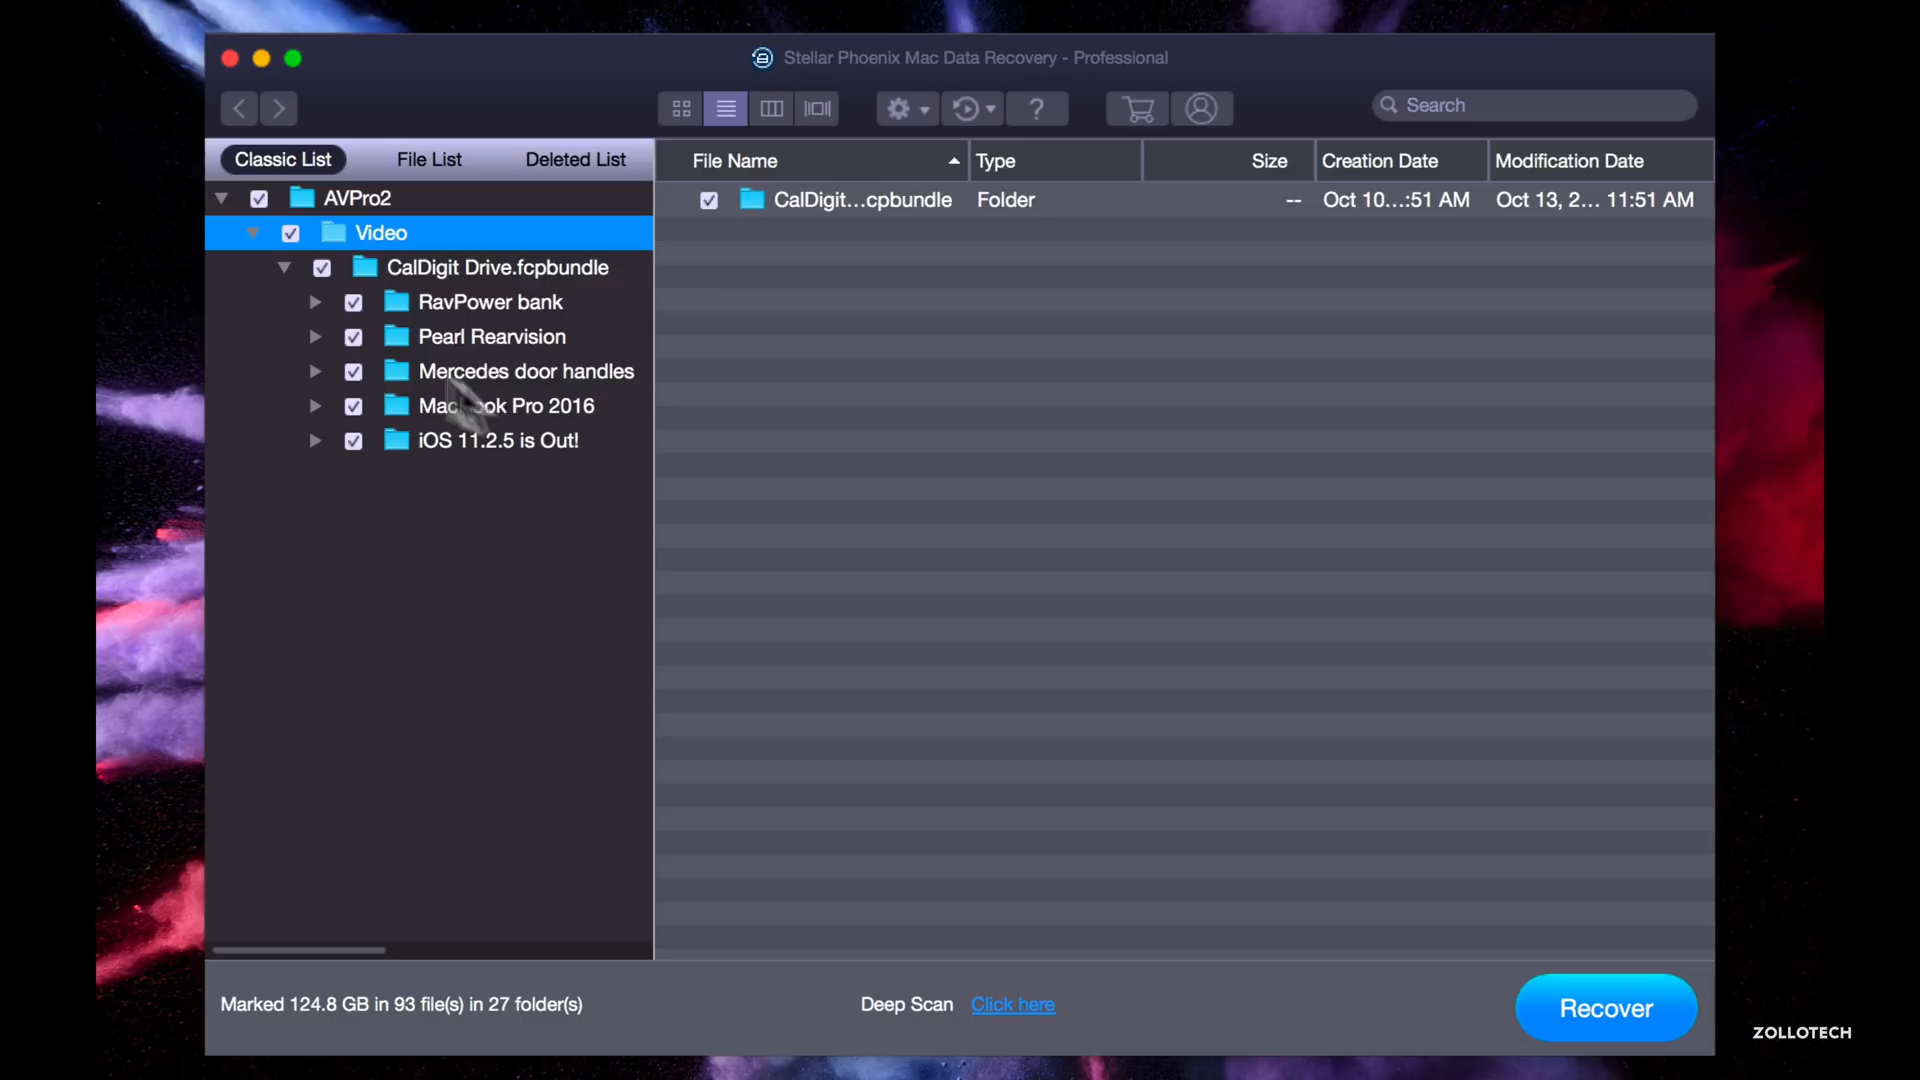 Stellar Phoenix Mac Data Recovery - Professional
Search
Classic List File List Deleted List
File Name Type Size Creation Date Modification Date
AVPro2
CalDigit...cpbundle Folder -- Oct 10...:51 AM Oct 13, 2... 11:51 AM
Video
CalDigit Drive.fcpbundle
RavPower bank
Pearl Rearvision
Mercedes door handles
MacBook Pro 2016
iOS 11.2.5 is Out!
Marked 124.8 GB in 93 file(s) in 27 folder(s)
Deep Scan Click here
Recover
ZOLLOTECH